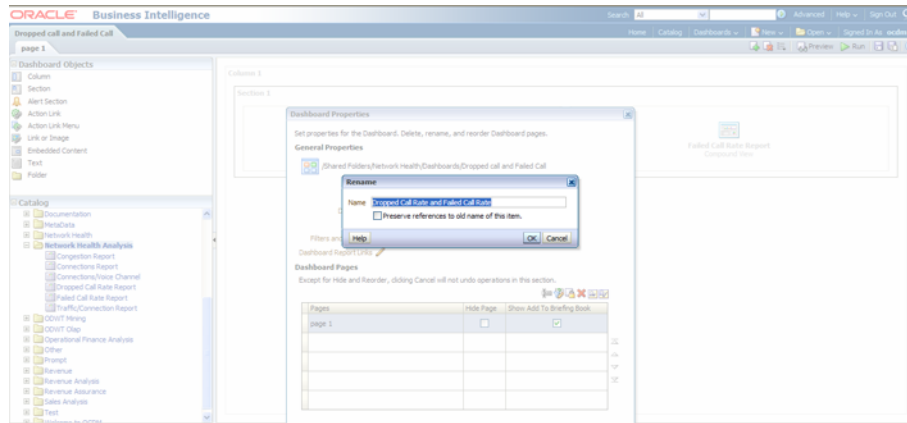 ORACLE Business Intelligence
Search All Advanced Help Sign Out
Dropped call and Failed Call
Home Catalog Dashboards New Open Signed In As
page 1
Preview Run
Dashboard Objects
Column
Section
Alert Section
Action Link
Action Link Menu
Link or Image
Embedded Content
Text
Folder
Catalog
Documentation
MetaData
Network Health
Network Health Analysis
Congestion Report
Connections Report
Connections/Voice Channel
Dropped Call Rate Report
Failed Call Rate Report
Traffic/Connection Report
ODWT Mining
ODWT Olap
Operational Finance Analysis
Other
Prompt
Revenue
Revenue Analysis
Revenue Assurance
Sales Analysis
Test
Column 1
Section 1
Failed Call Rate Report
Compound View
Dashboard Properties
Set properties for the Dashboard. Delete, rename, and reorder Dashboard pages.
General Properties
/Shared Folders/Network Health/Dashboards/Dropped call and Failed Call
Rename
Name Dropped Call Rate and Failed Call Rate
Preserve references to old name of this item.
Help OK Cancel
Filters and
Dashboard Report Links
Dashboard Pages
Except for Hide and Reorder, clicking Cancel will not undo operations in this section.
Pages Hide Page Show Add To Briefing Book
page 1